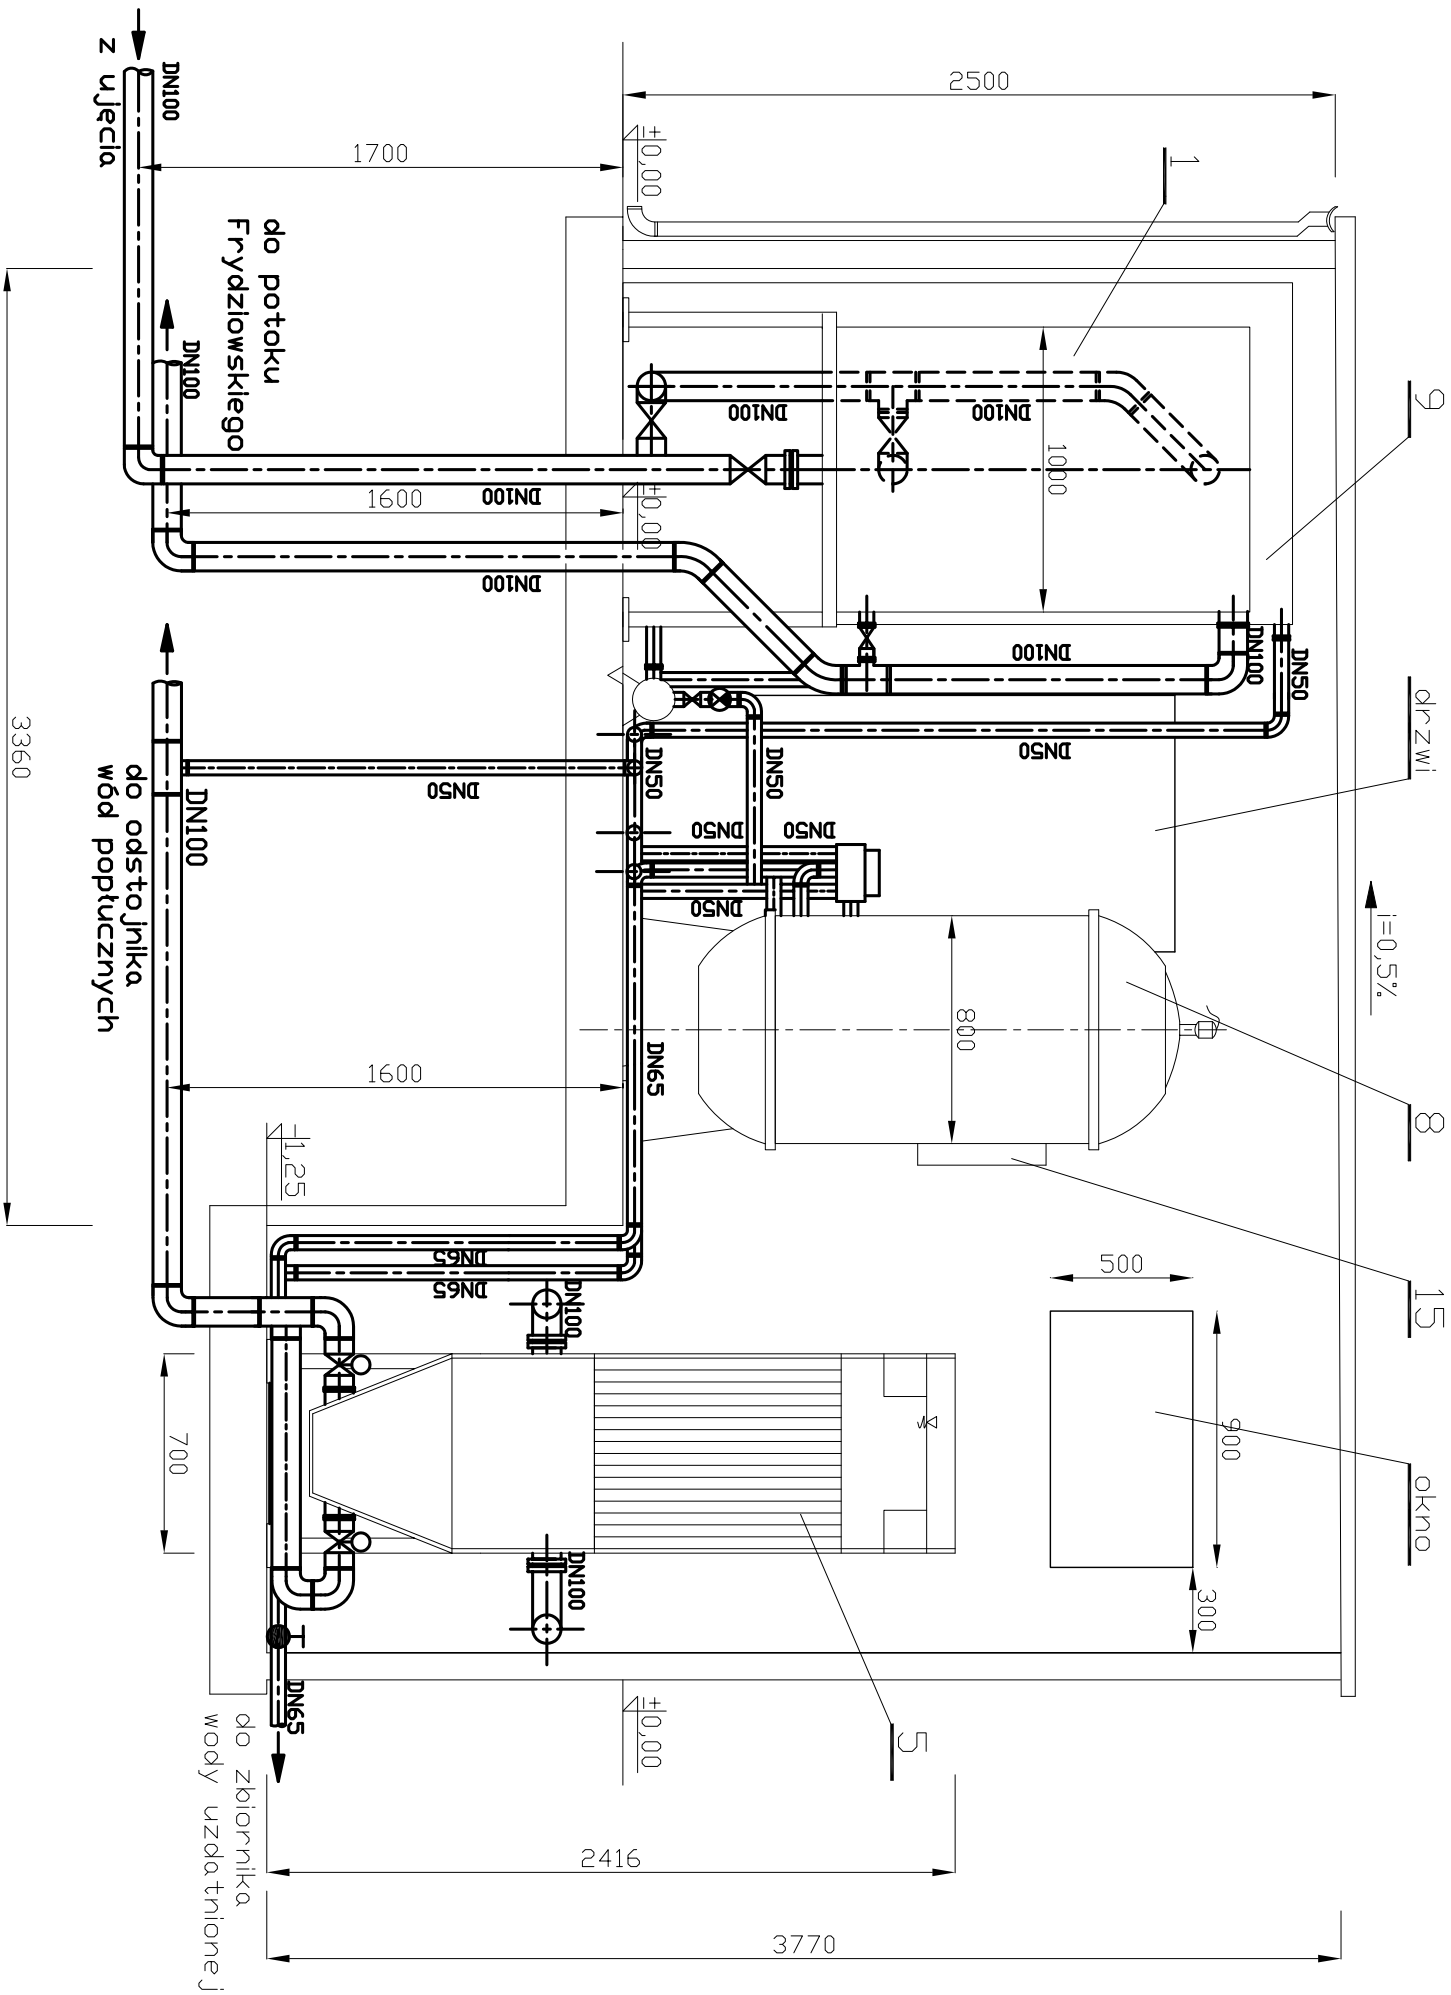 1
9
drzwi
8
15
okno
5
i=0,5%
2500
1700
±0,00
1000
DN100
DN100
DN100
DN100
DN50
DN100
DN50
800
500
900
300
DN100
z ujęcia
do potoku
Frydziowskiego
DN100
DN100
1600
±0,00
DN100
DN50
DN50
DN50
DN50
DN50
DN50
DN65
1600
DN100
do odstojnika
wód popłucznych
-1,25
DN65
DN65
DN100
DN100
700
3360
DN65
±0,00
do zbiornika
wody uzdatnionej
2416
3770